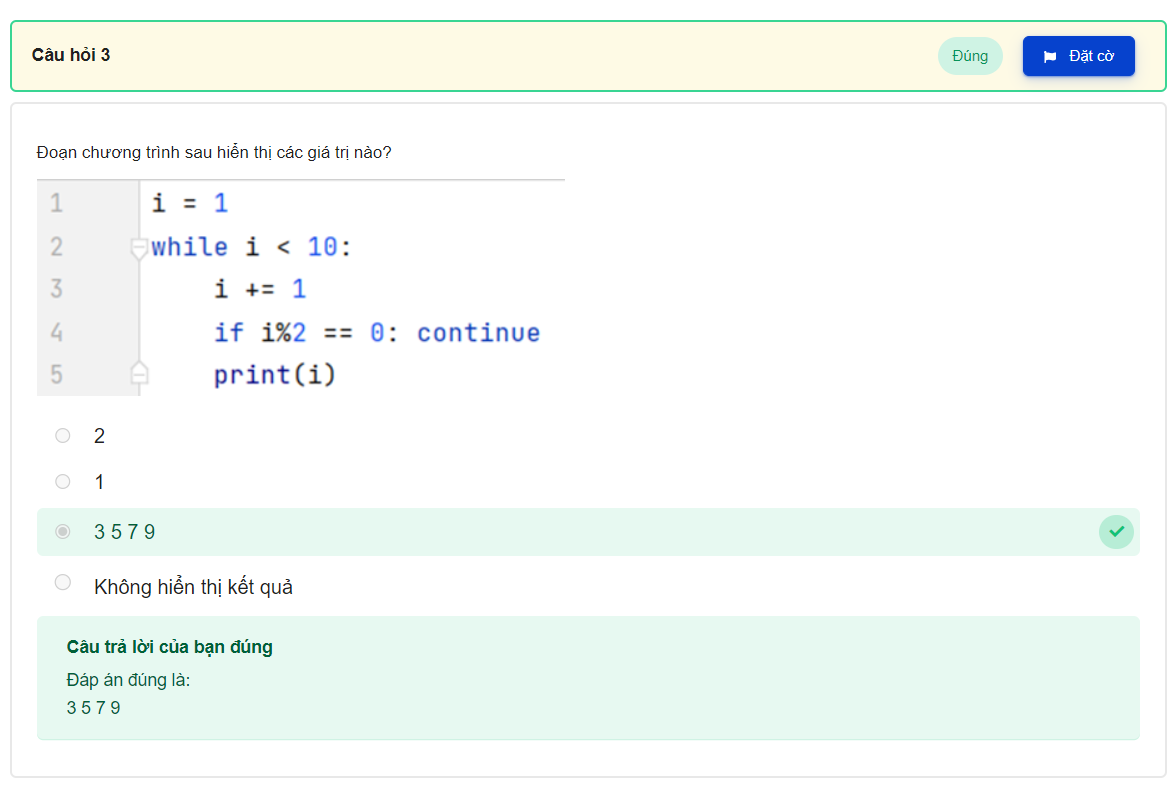 Câu hỏi 3
Đúng
Đặt cờ
Đoạn chương trình sau hiển thị các giá trị nào?
1 i = 1
2 while i < 10:
3     i += 1
4     if i%2 == 0: continue
5     print(i)
2
1
3 5 7 9
Không hiển thị kết quả
Câu trả lời của bạn đúng
Đáp án đúng là:
3 5 7 9